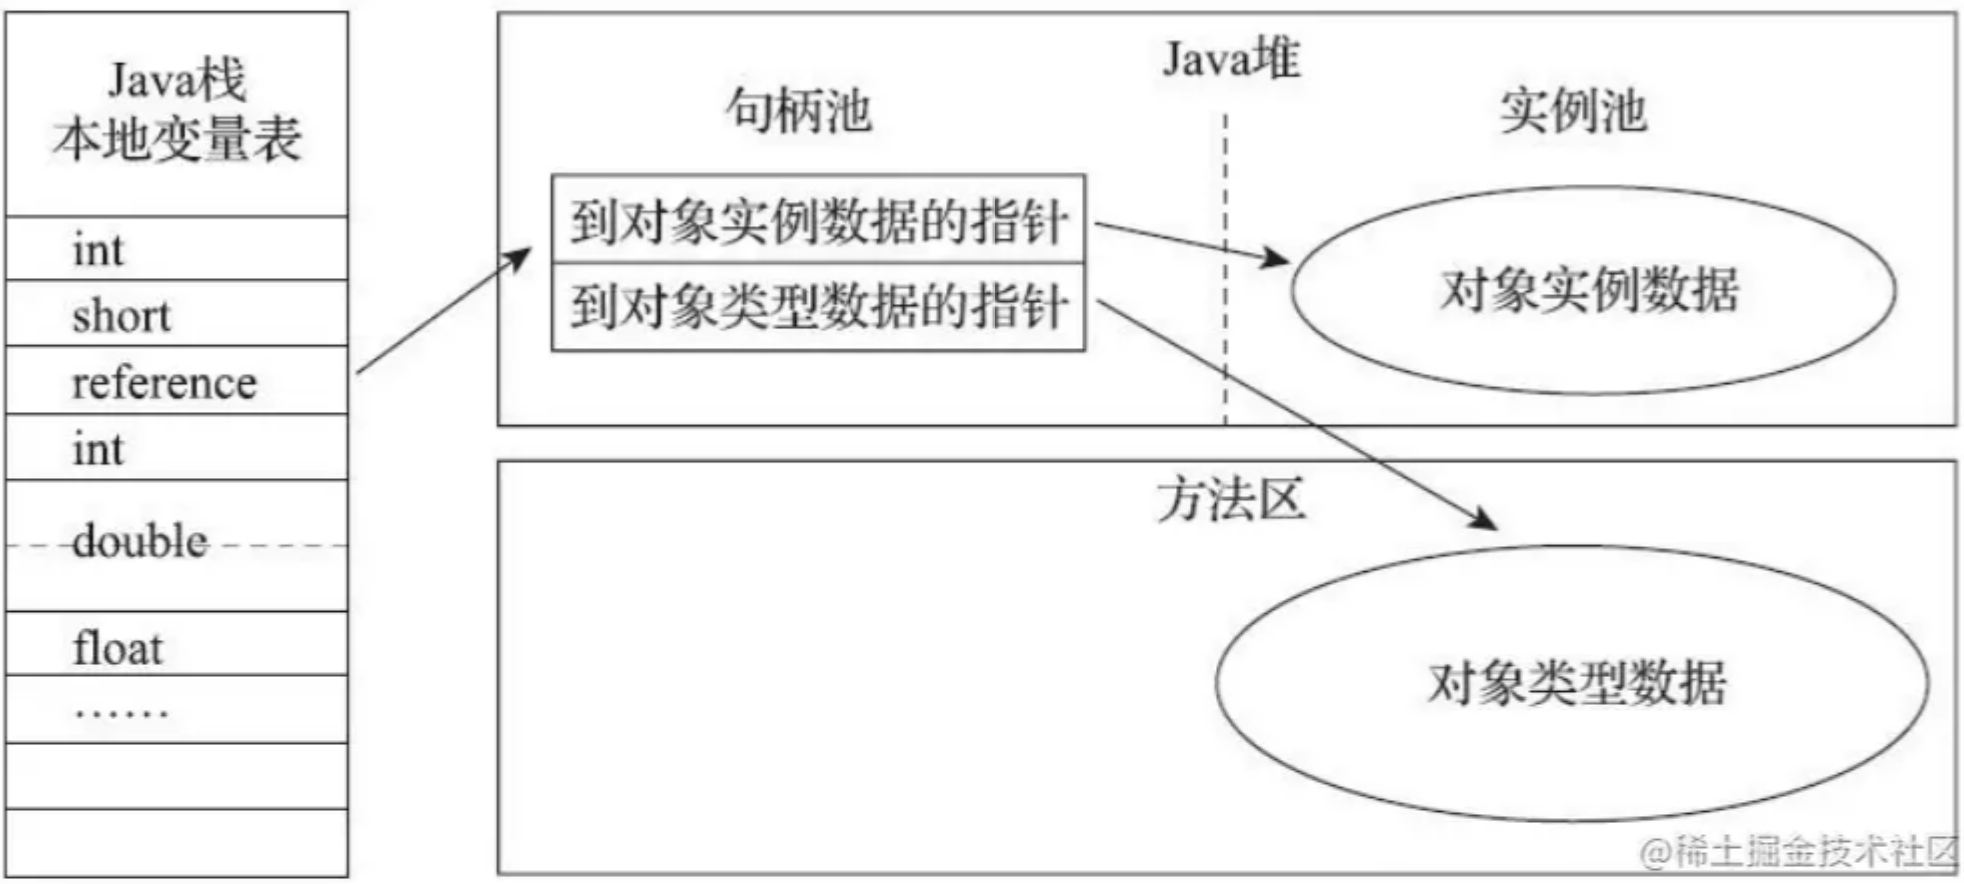 Java栈
本地变量表
int
short
reference
int
double
float
……
Java堆
句柄池
实例池
到对象实例数据的指针
到对象类型数据的指针
对象实例数据
方法区
对象类型数据
@稀土掘金技术社区